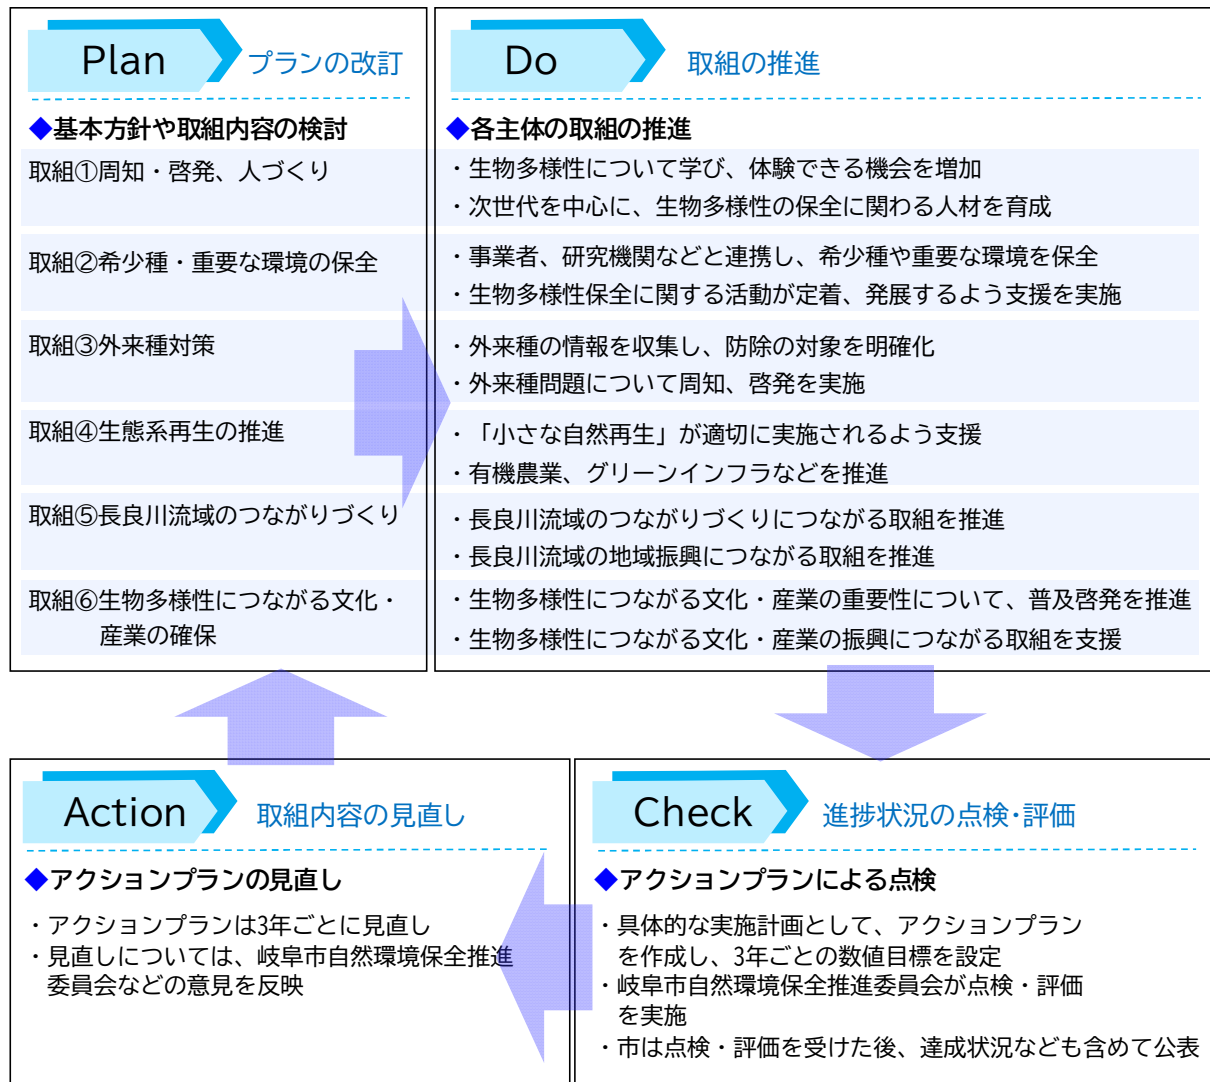 Plan
プランの改訂
◆基本方針や取組内容の検討
取組①周知・啓発、人づくり
取組②希少種・重要な環境の保全
取組③外来種対策
取組④生態系再生の推進
取組⑤長良川流域のつながりづくり
取組⑥生物多様性につながる文化・
産業の確保
Do
取組の推進
◆各主体の取組の推進
・生物多様性について学び、体験できる機会を増加
・次世代を中心に、生物多様性の保全に関わる人材を育成
・事業者、研究機関などと連携し、希少種や重要な環境を保全
・生物多様性保全に関する活動が定着、発展するよう支援を実施
・外来種の情報を収集し、防除の対象を明確化
・外来種問題について周知、啓発を実施
・「小さな自然再生」が適切に実施されるよう支援
・有機農業、グリーンインフラなどを推進
・長良川流域のつながりづくりにつながる取組を推進
・長良川流域の地域振興につながる取組を推進
・生物多様性につながる文化・産業の重要性について、普及啓発を推進
・生物多様性につながる文化・産業の振興につながる取組を支援
Action
取組内容の見直し
◆アクションプランの見直し
・アクションプランは3年ごとに見直し
・見直しについては、岐阜市自然環境保全推進
委員会などの意見を反映
Check
進捗状況の点検・評価
◆アクションプランによる点検
・具体的な実施計画として、アクションプラン
を作成し、3年ごとの数値目標を設定
・岐阜市自然環境保全推進委員会が点検・評価
を実施
・市は点検・評価を受けた後、達成状況なども含めて公表